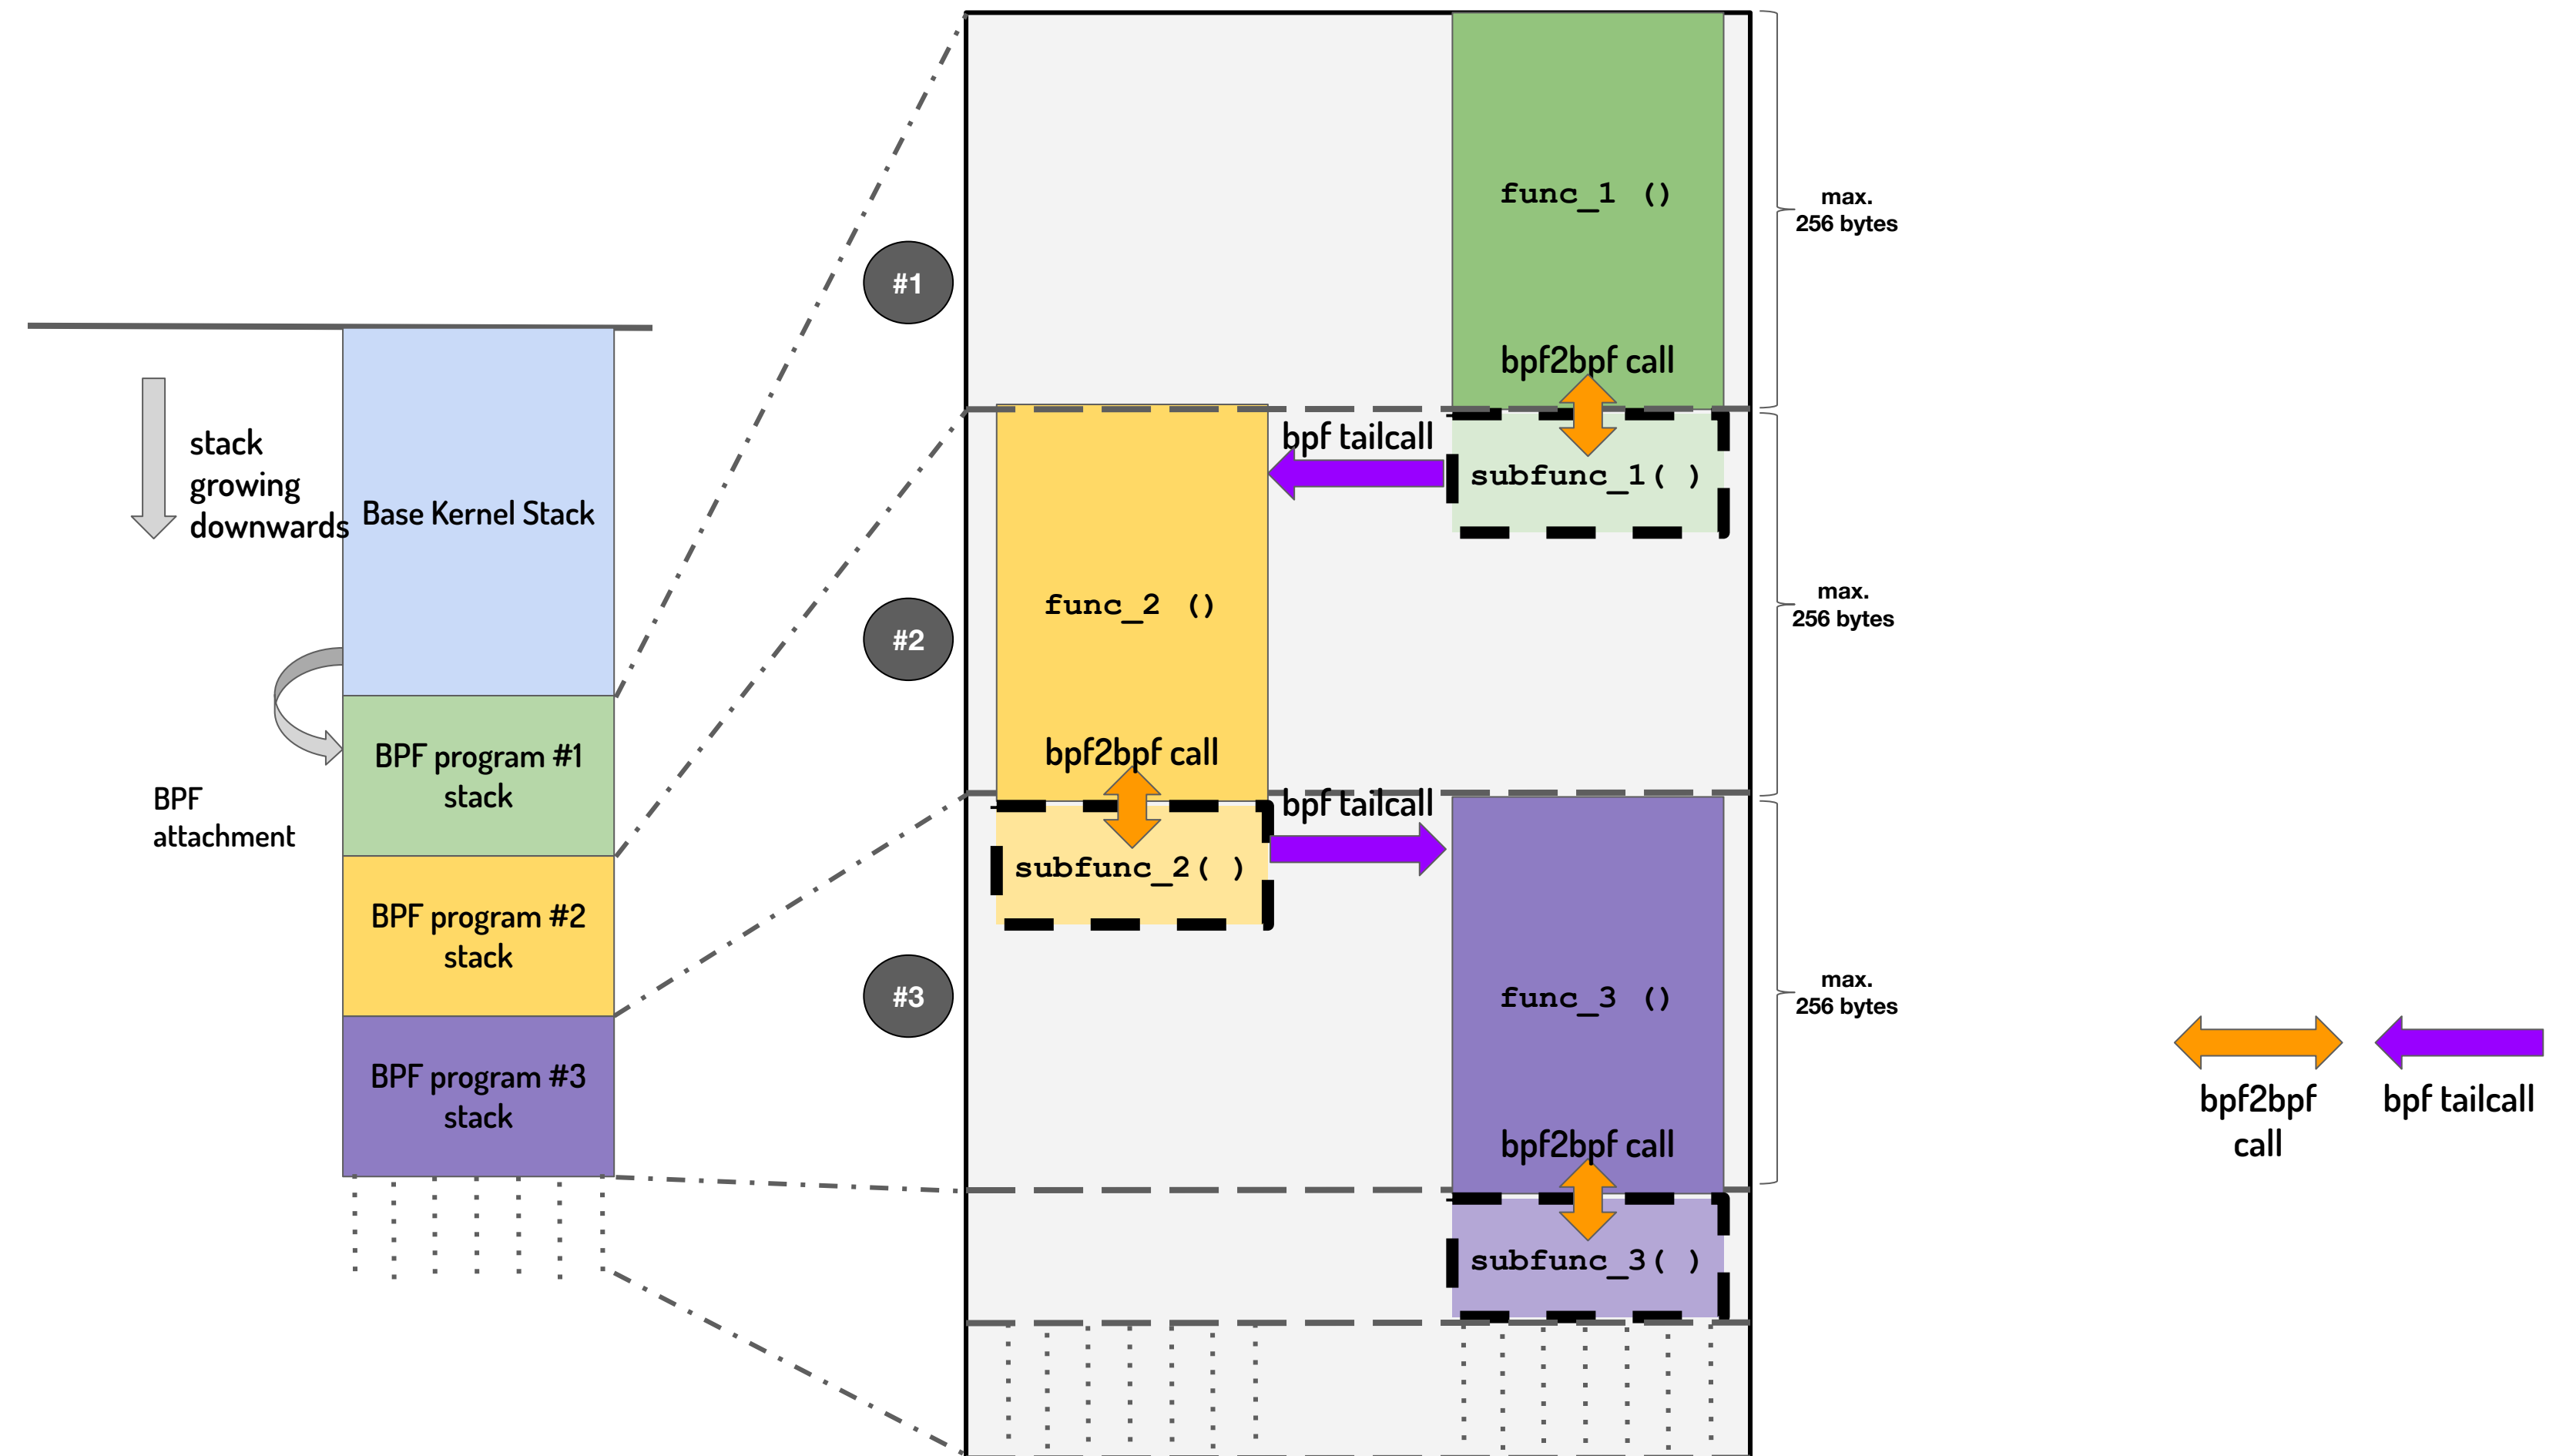 stack
growing
downwards
Base Kernel Stack
BPF
attachment
BPF program #1
stack
BPF program #2
stack
BPF program #3
stack
#1
#2
#3
func_1 ()
bpf2bpf call
bpf tailcall
subfunc_1( )
func_2 ()
bpf2bpf call
bpf tailcall
subfunc_2( )
func_3 ()
bpf2bpf call
subfunc_3( )
max.
256 bytes
max.
256 bytes
max.
256 bytes
bpf2bpf
call
bpf tailcall